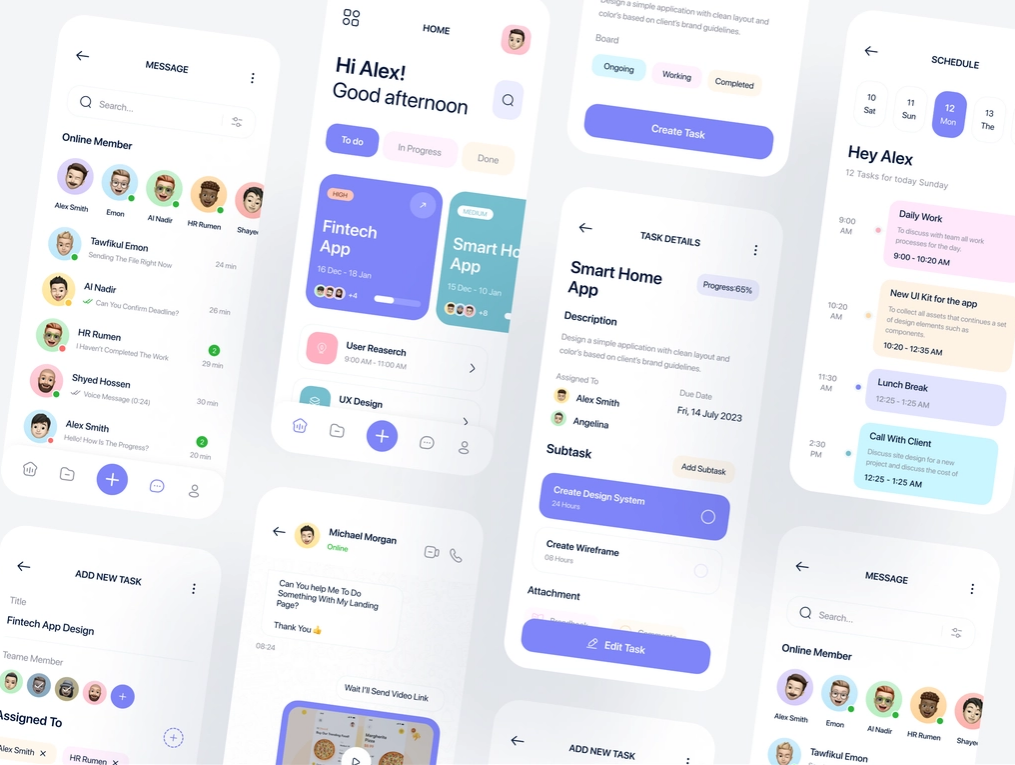 MESSAGE
Search...
Online Member
Alex Smith
Emon
Al Nadir
HR Rumen
Shaye
Tawfikul Emon
Sending The File Right Now
24 min
Al Nadir
Can You Confirm Deadline?
26 min
HR Rumen
I Haven't Completed The Work
2
29 min
Shyed Hossen
Voice Message (0:24)
30 min
Alex Smith
Hello! How Is The Progress?
2
20 min
HOME
Hi Alex!
Good afternoon
To do
In Progress
Done
HIGH
Fintech
App
16 Dec - 18 Jan
+4
MEDIUM
Smart Ho
App
15 Dec - 10 Jan
+8
User Reaserch
9:00 AM - 11:00 AM
UX Design
Design a simple application with clean layout and
color's based on client's brand guidelines.
Board
Ongoing
Working
Completed
Create Task
TASK DETAILS
Smart Home
App
Progress:65%
Description
Design a simple application with clean layout and
color's based on client's brand guidelines.
Assigned To
Alex Smith
Angelina
Due Date
Fri, 14 July 2023
Subtask
Add Subtask
Create Design System
24 Hours
Create Wireframe
08 Hours
Attachment
Edit Task
SCHEDULE
10
Sat
11
Sun
12
Mon
13
The
Hey Alex
12 Tasks for today Sunday
9:00
AM
Daily Work
To discuss with team all work
processes for the day.
9:00 - 10:20 AM
10:20
AM
New UI Kit for the app
To collect all assets that continues a set
of design elements such as
components.
10:20 - 12:35 AM
11:30
AM
Lunch Break
12:25 - 1:25 AM
2:30
PM
Call With Client
Discuss site design for a new
project and discuss the cost of
12:25 - 1:25 AM
ADD NEW TASK
Title
Fintech App Design
Teame Member
Assigned To
Alex Smith
HR Rumen
Michael Morgan
Online
Can You help Me To Do
Something With My Landing
Page?
Thank You 👍
08:24
Wait I'll Send Video Link
ADD NEW TASK
MESSAGE
Search...
Online Member
Alex Smith
Emon
Al Nadir
HR Rumen
Shaye
Tawfikul Emon